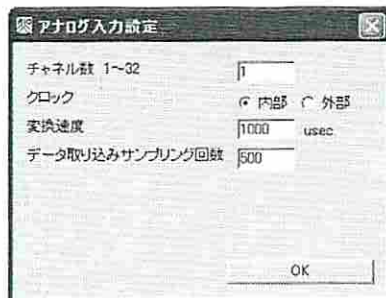 アナログ入力設定
チャネル数 1～32 1
クロック 内部 外部
変換速度 1000 usec
データ取り込みサンプリング回数 500
OK